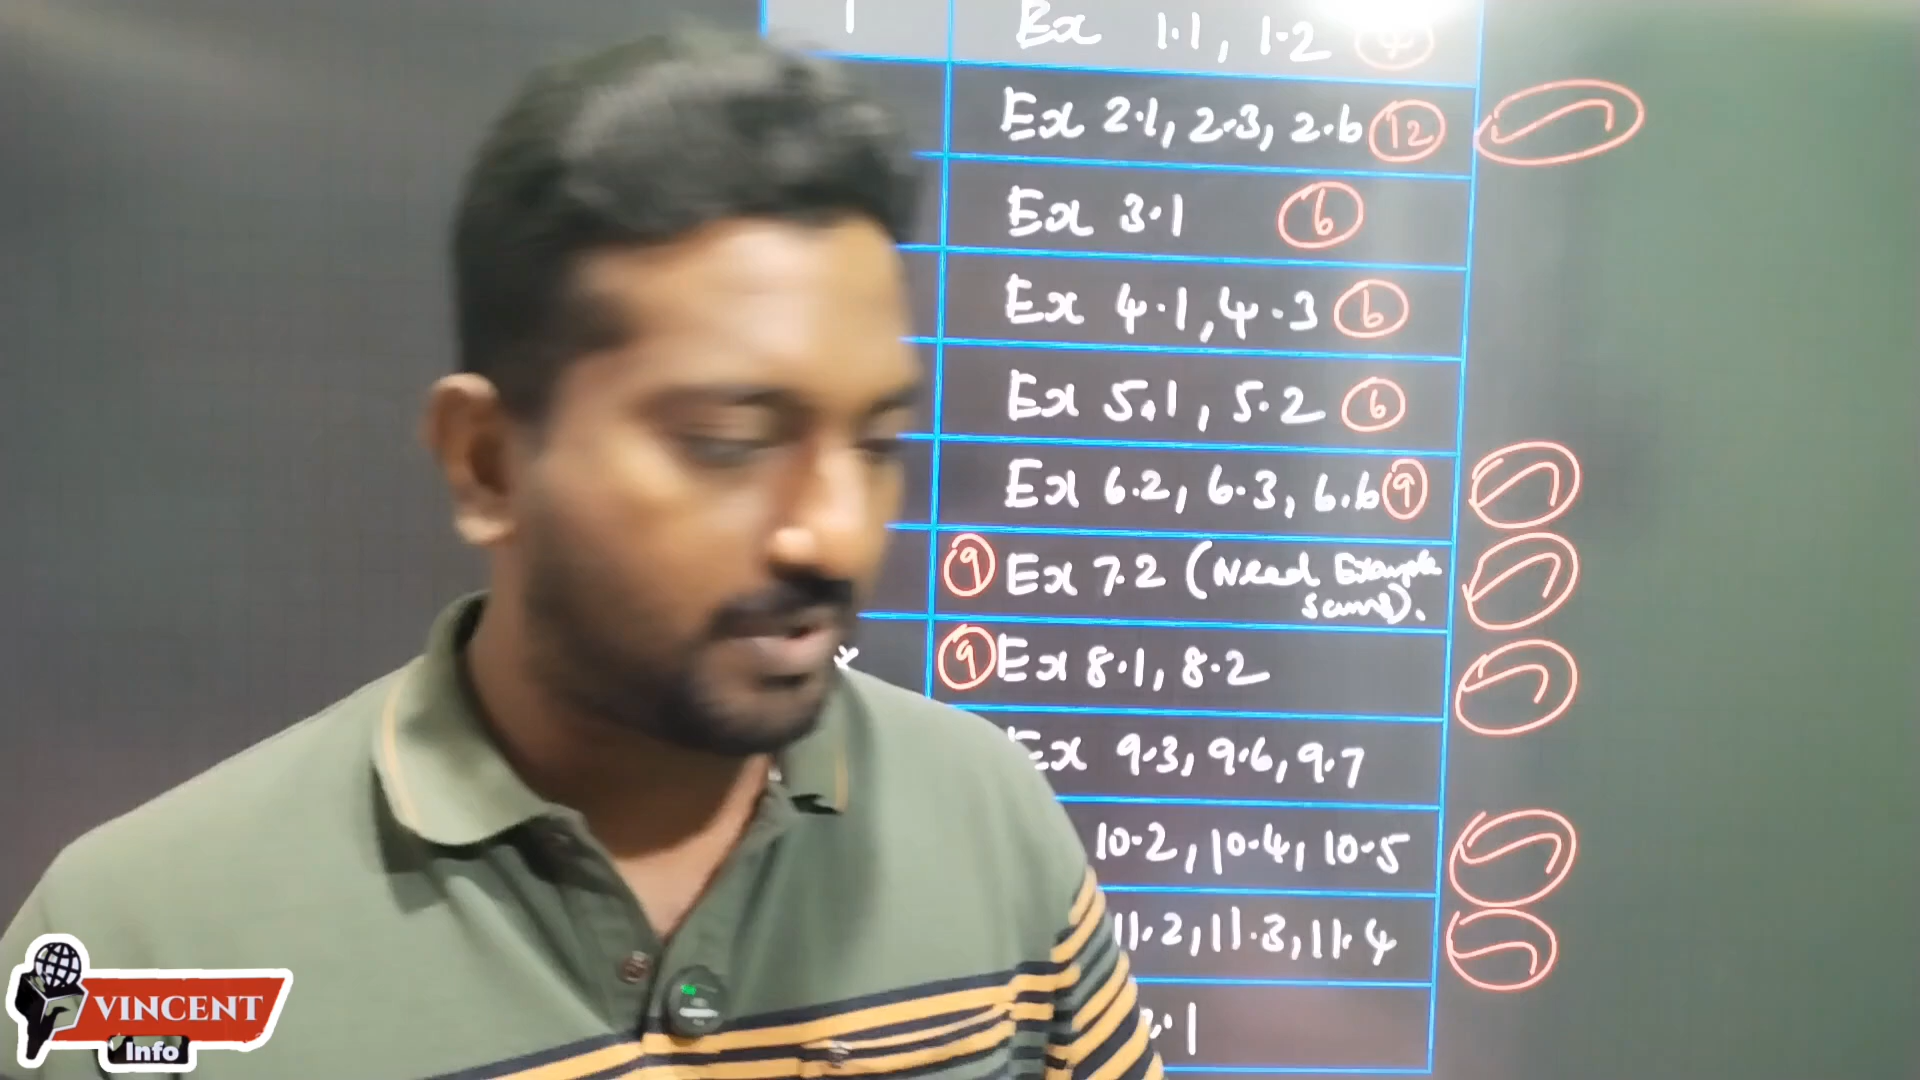 1 Ex 1.1, 1.2
Ex 2.1, 2.3, 2.6 12
Ex 3.1 6
Ex 4.1, 4.3 6
Ex 5.1, 5.2 6
Ex 6.2, 6.3, 6.6 9
9 Ex 7.2 (Need Example
sums).
9 Ex 8.1, 8.2
Ex 9.3, 9.6, 9.7
10.2, 10.4, 10.5
11.2, 11.3, 11.4
.1
VINCENT
Info